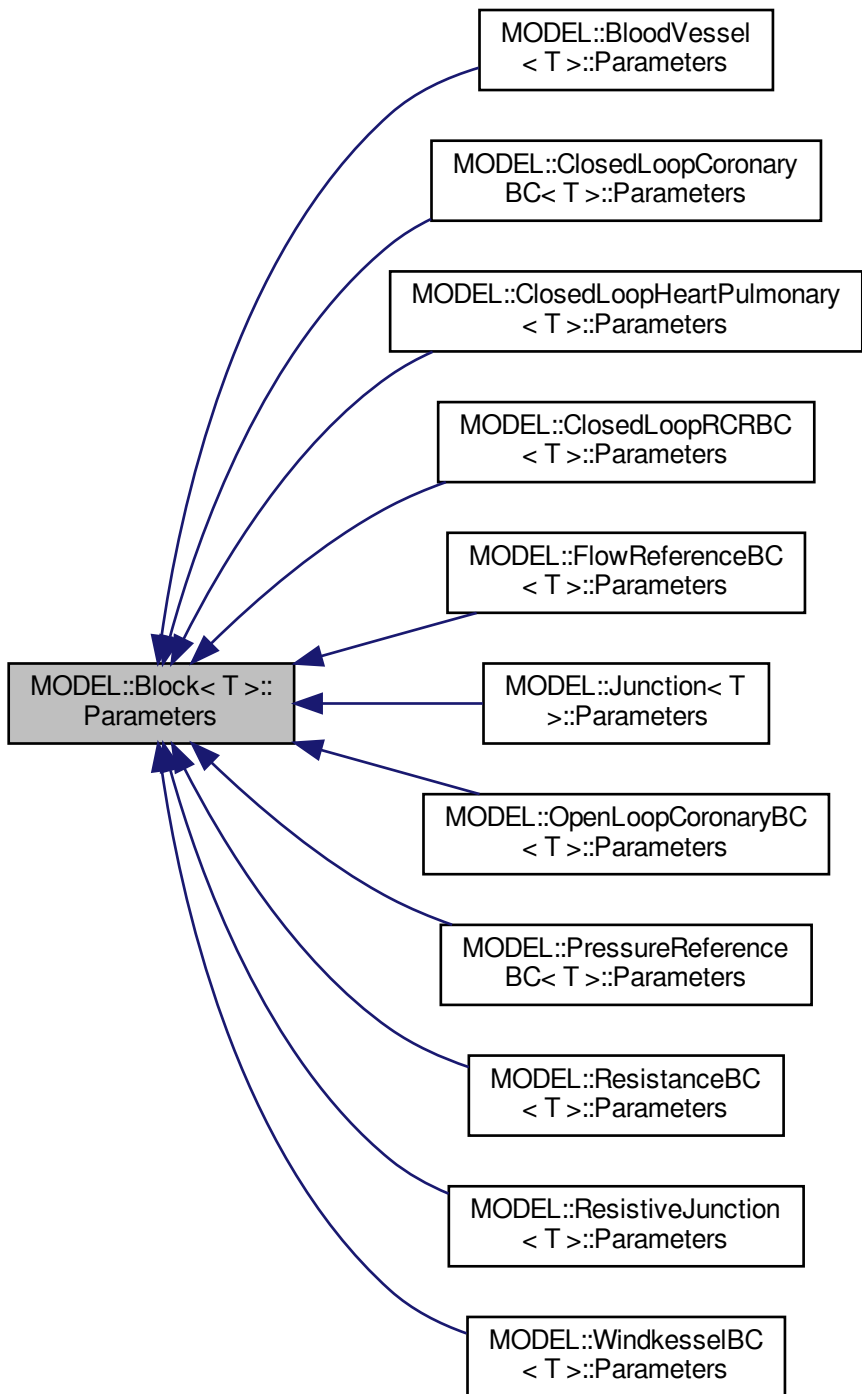 MODEL::BloodVessel
< T >::Parameters
MODEL::ClosedLoopCoronary
BC< T >::Parameters
MODEL::ClosedLoopHeartPulmonary
< T >::Parameters
MODEL::ClosedLoopRCRBC
< T >::Parameters
MODEL::FlowReferenceBC
< T >::Parameters
MODEL::Block< T >::
Parameters
MODEL::Junction< T
>::Parameters
MODEL::OpenLoopCoronaryBC
< T >::Parameters
MODEL::PressureReference
BC< T >::Parameters
MODEL::ResistanceBC
< T >::Parameters
MODEL::ResistiveJunction
< T >::Parameters
MODEL::WindkesselBC
< T >::Parameters